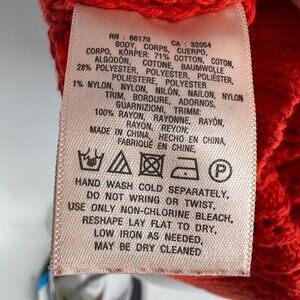 RN : 66170 CA : 32054
BODY, CORPS, CUERPO,
CORPO, KÖRPER: 71% COTTON, COTON,
ALGODÓN, COTONE, BAUMWOLLE
28% POLYESTER, POLYESTER, POLIÉSTER
POLIESTERE, POLYESTER
1% NYLON, NYLON, NILÓN, NAILON, NYLON
TRIM, BORDURE, ADORNOS,
GUARNIZIONI, TRIMM:
100% RAYON, RAYONNE, RAYÓN,
RAYON, REYON
MADE IN CHINA, HECHO EN CHINA,
FABRIQUÉ EN CHINE,
HAND WASH COLD SEPARATELY,
DO NOT WRING OR TWIST,
USE ONLY NON-CHLORINE BLEACH.
RESHAPE LAY FLAT TO DRY,
LOW IRON AS NEEDED,
MAY BE DRY CLEANED